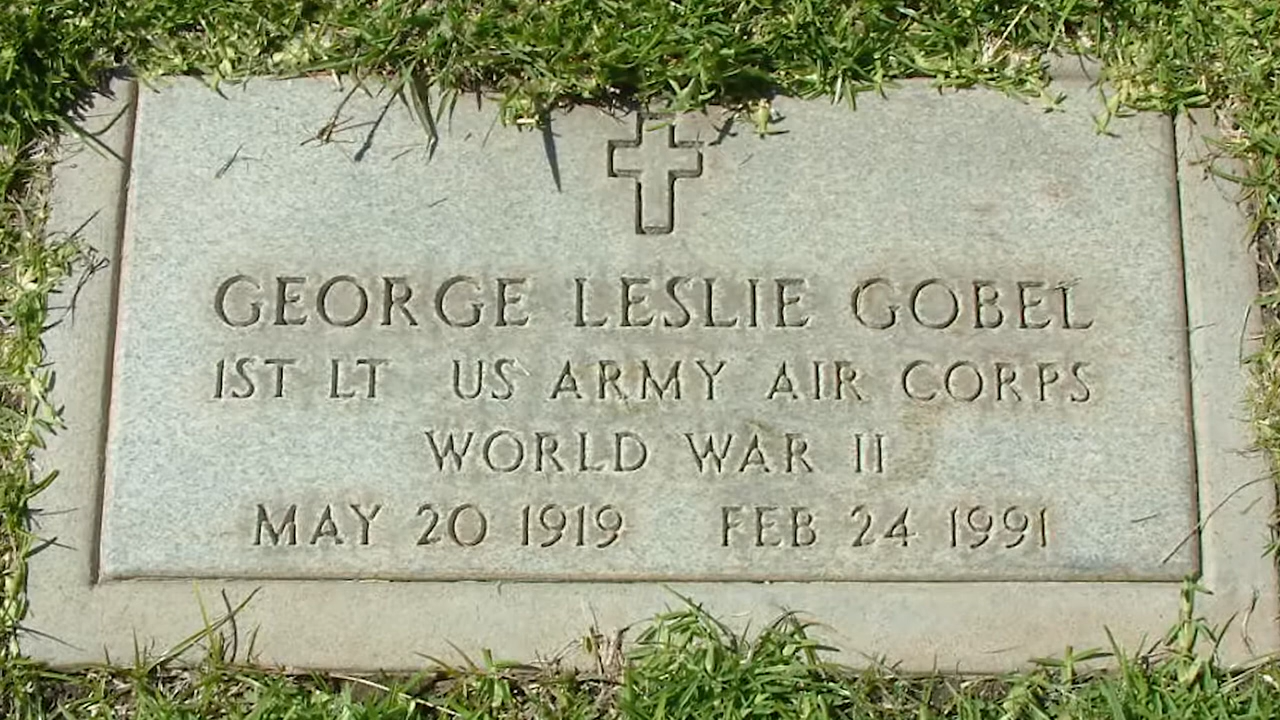 GEORGE LESLIE GOBEL
1ST LT US ARMY AIR CORPS
WORLD WAR II
MAY 20 1919 FEB 24 1991